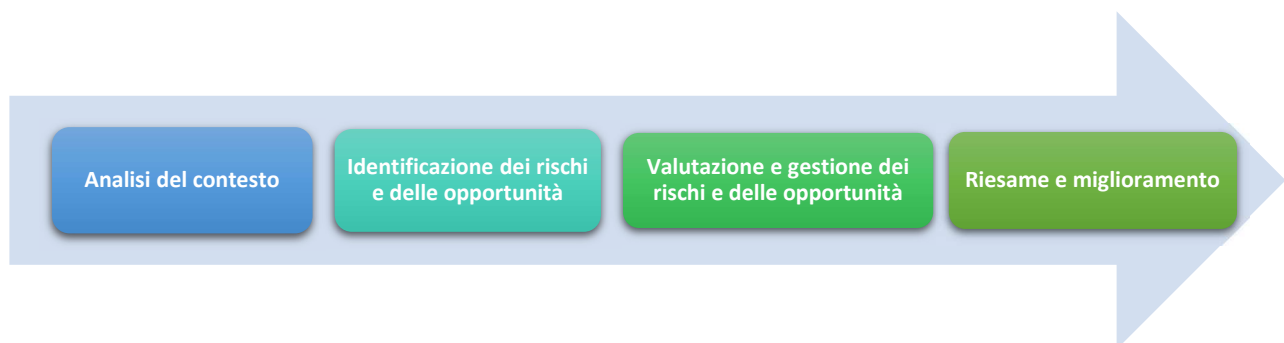 Analisi del contesto
Identificazione dei rischi
e delle opportunità
Valutazione e gestione dei
rischi e delle opportunità
Riesame e miglioramento